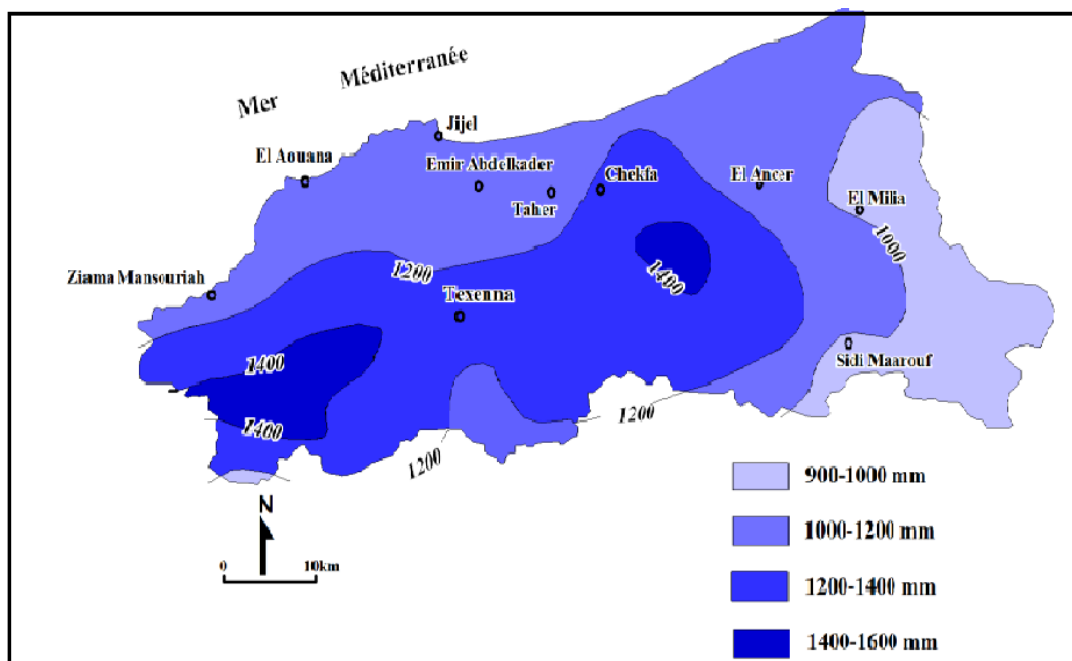 Mer Méditerranée
Jijel
El Aouana
Emir Abdelkader
Taher
Chekfa
El Ancer
El Milia
1000
1200
1400
Ziama Mansouriah
Texenna
1400
Sidi Maarouf
1400
1200
1200
N
0 10km
900-1000 mm
1000-1200 mm
1200-1400 mm
1400-1600 mm